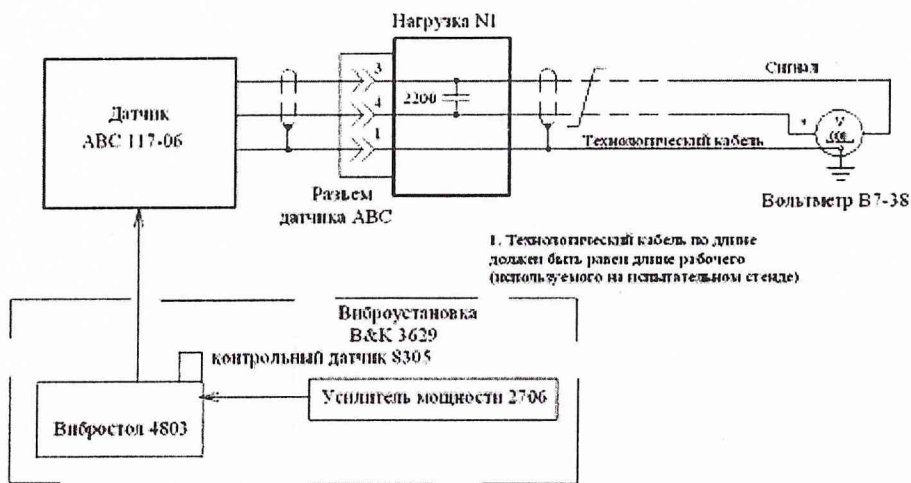 Нагрузка N1
Датчик
АВС 117-06
3
4
1
2200
Сигнал
*
V
Технологический кабель
Вольтметр В7-38
Разъем
датчика АВС
1. Технологический кабель по длине
должен быть равен длине рабочего
(используемого на испытательном стенде)
Виброустановка
B&K 3629
контрольный датчик 8305
Усилитель мощности 2706
Вибростол 4803